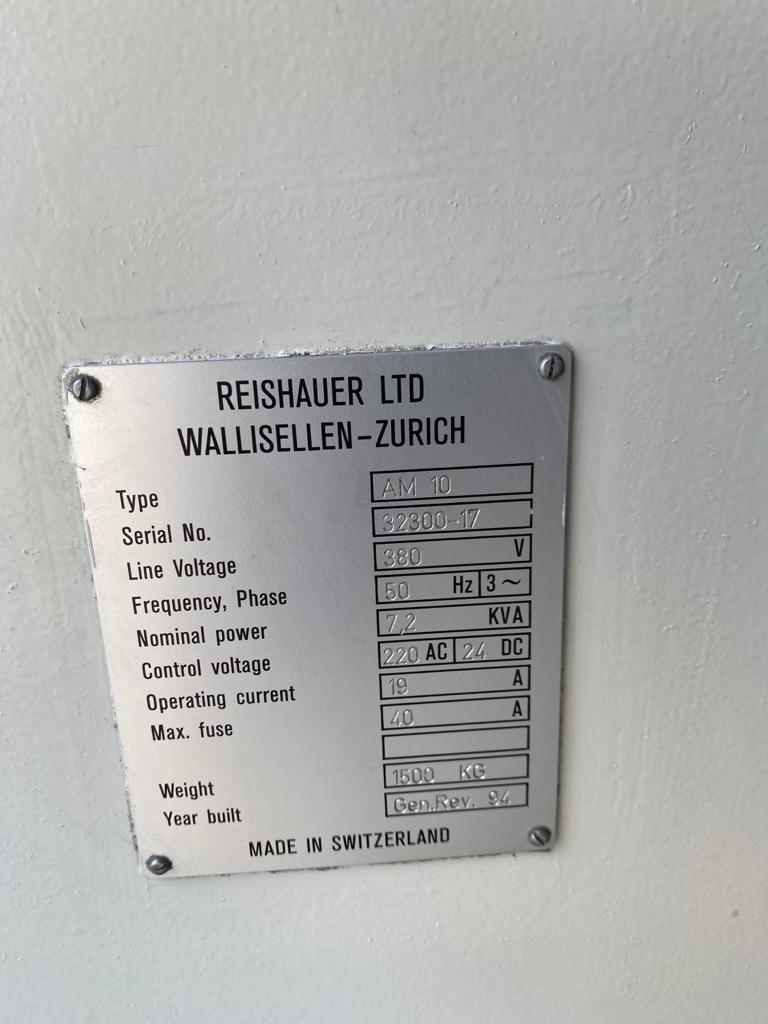 REISHAUER LTD
WALLISELLEN-ZURICH
Type AM 10
Serial No. 32300-17
Line Voltage 380 V
Frequency, Phase 50 Hz 3~
Nominal power 7,2 KVA
Control voltage 220 AC 24 DC
Operating current 19 A
Max. fuse 40 A
Weight 1500 KG
Year built Gen.Rev. 94
MADE IN SWITZERLAND